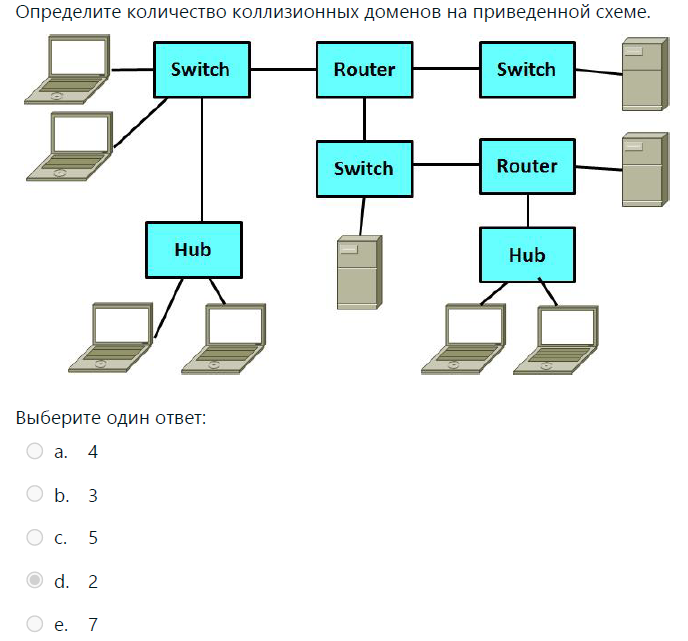 Определите количество коллизионных доменов на приведенной схеме.
Switch
Router
Switch
Switch
Router
Hub
Hub
Выберите один ответ:
a. 4
b. 3
c. 5
d. 2
e. 7